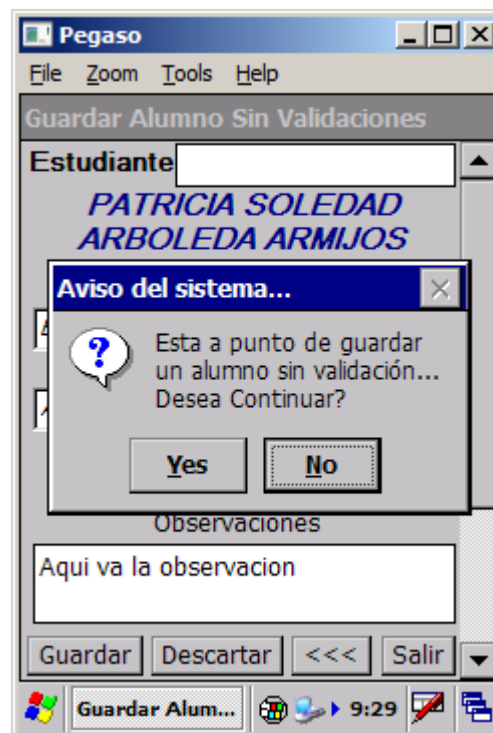 Pegaso
File Zoom Tools Help
Guardar Alumno Sin Validaciones
Estudiante
PATRICIA SOLEDAD
ARBOLEDA ARMIJOS
Aviso del sistema...
Esta a punto de guardar
un alumno sin validación...
Desea Continuar?
Yes No
Observaciones
Aqui va la observacion
Guardar Descartar <<< Salir
Guardar Alum... 9:29